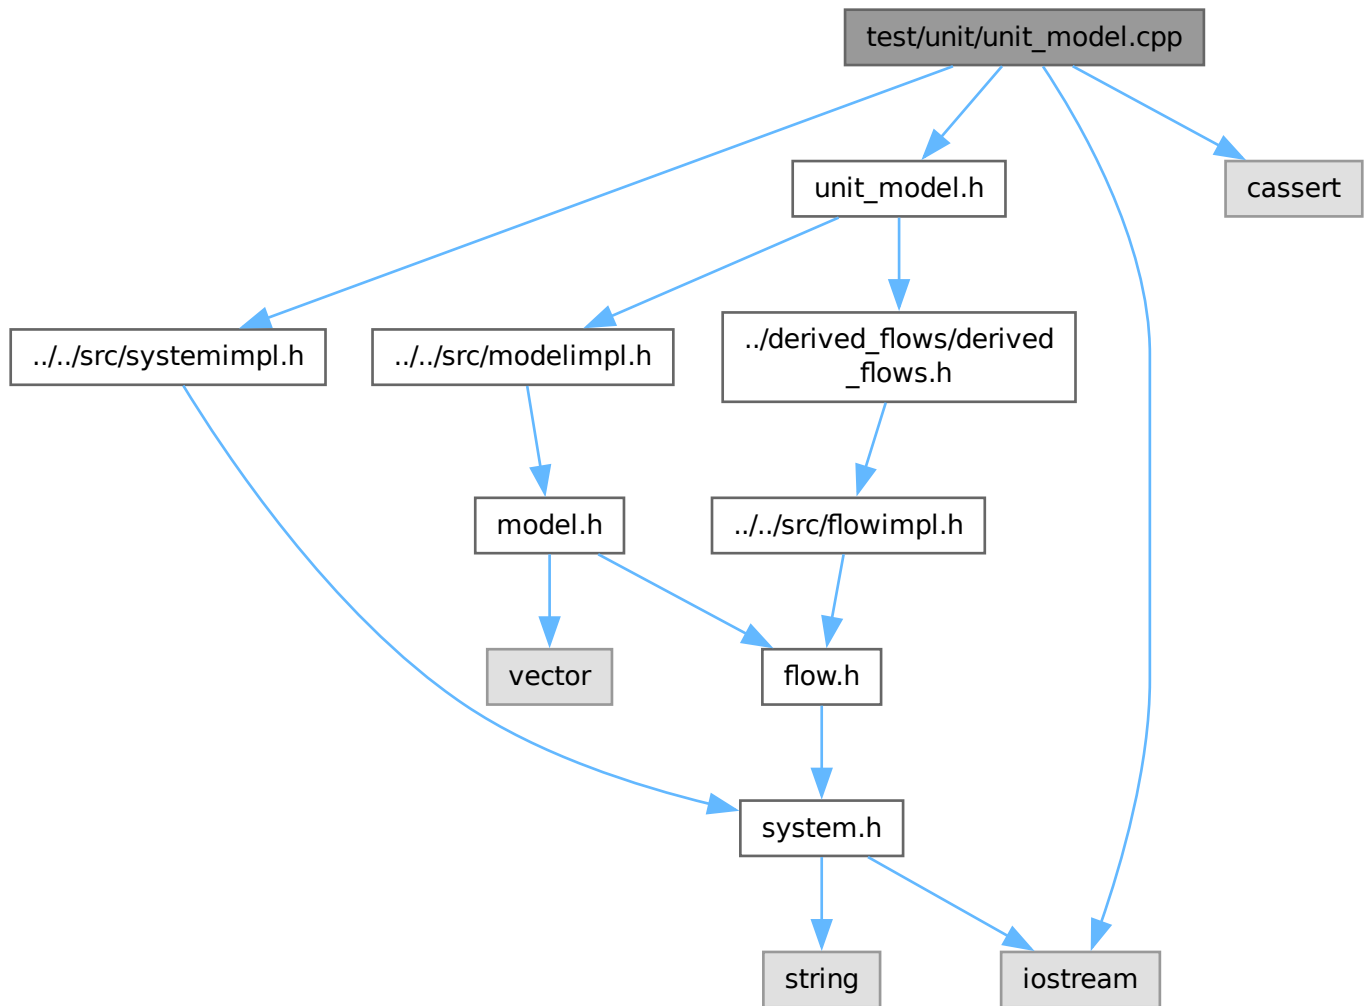 test/unit/unit_model.cpp
unit_model.h
cassert
../../src/systemimpl.h
../../src/modelimpl.h
../derived_flows/derived
_flows.h
model.h
../../src/flowimpl.h
vector
flow.h
system.h
string
iostream